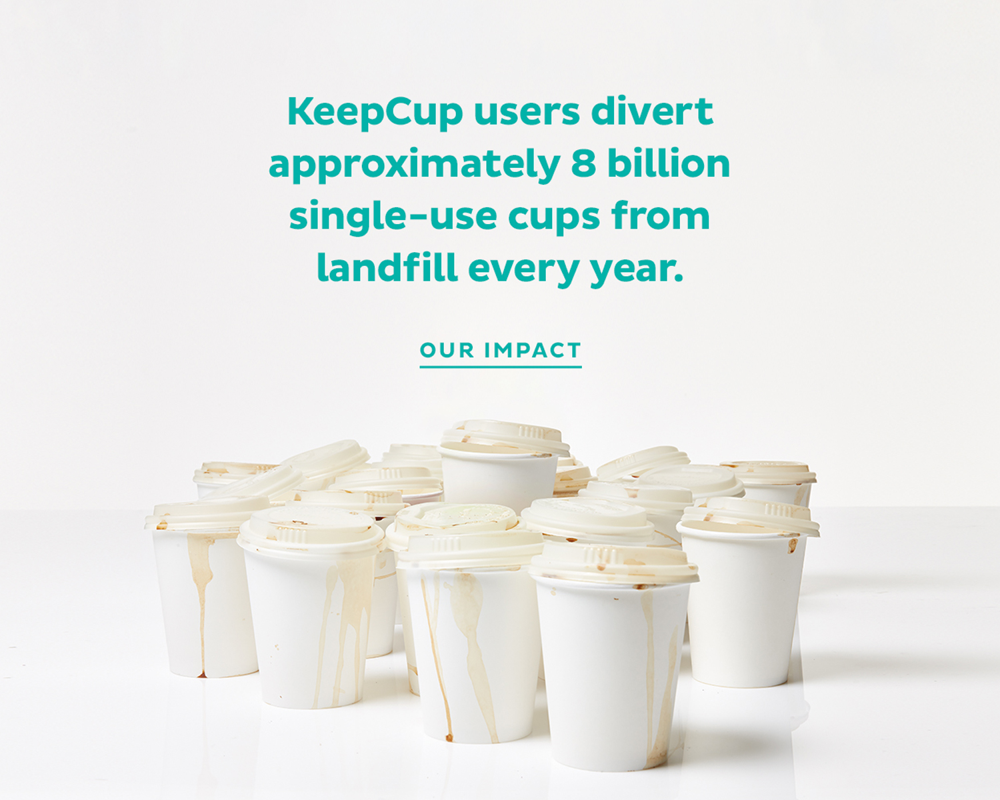 KeepCup users divert
approximately 8 billion
single-use cups from
landfill every year.
OUR IMPACT